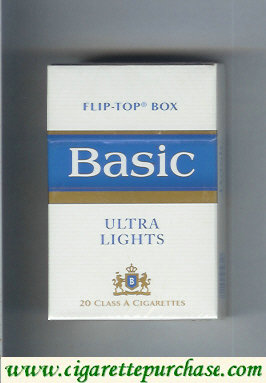 FLIP-TOP® BOX
Basic
ULTRA
LIGHTS
B
20 CLASS A CIGARETTES
www.cigarettepurchase.com